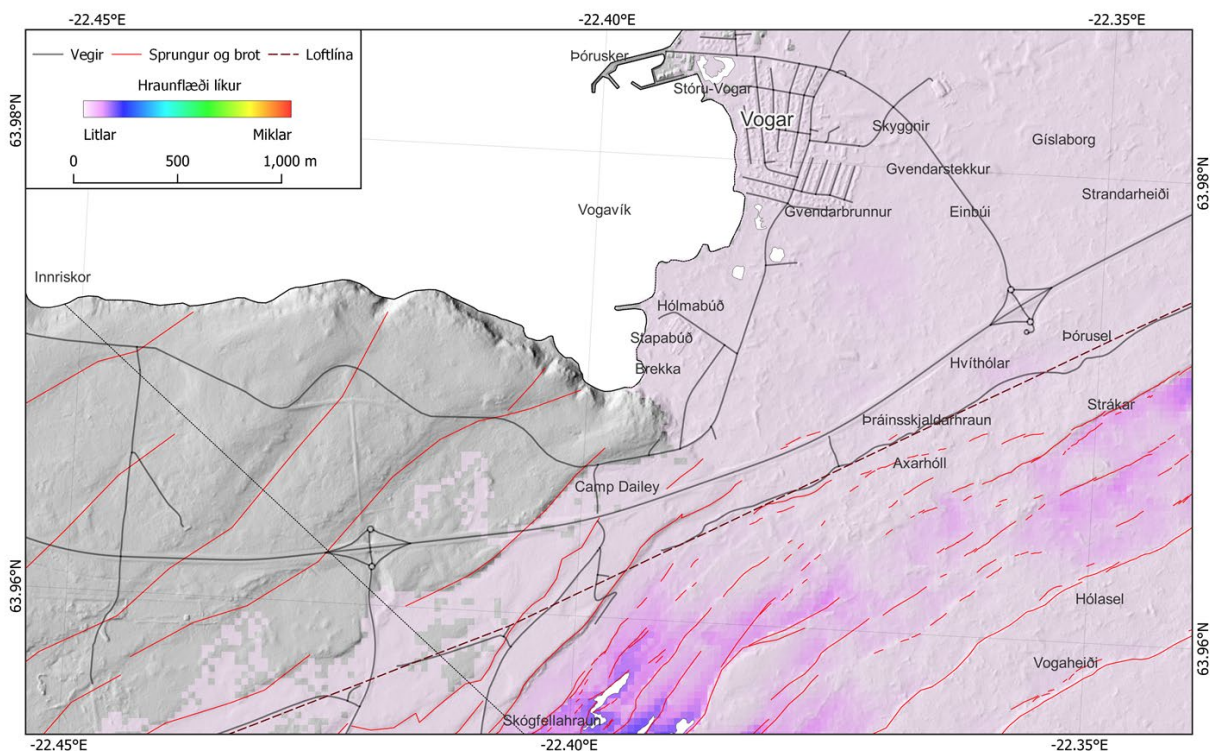 -22.45°E
-22.40°E
-22.35°E
Vegir
Sprungur og brot
Loftlína
Hraunflæði líkur
Litlar
Miklar
0
500
1,000 m
63.98°N
63.98°N
Þórusker
Stóru-Vogar
Vogar
Skyggnir
Gíslaborg
Gvendarstekkur
Strandarheiði
Vogavík
Gvendarbrunnur
Einbúi
Innriskor
Hólmabúð
Stapabúð
Þórusel
Brekka
Hvíthólar
Strákar
Þráinsskjaldarhraun
Axarhóll
Camp Dailey
63.96°N
63.96°N
Hólasel
Vogaheiði
Skógfellahraun
-22.45°E
-22.40°E
-22.35°E